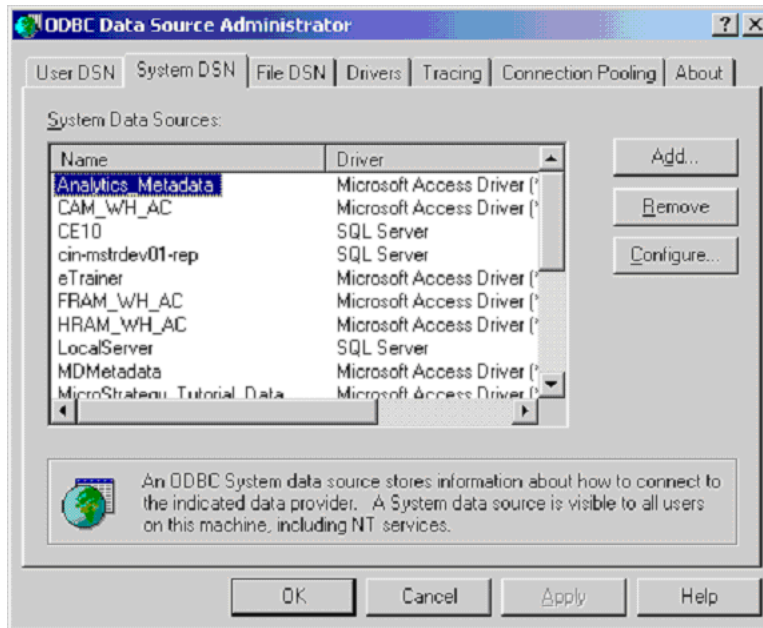 ODBC Data Source Administrator
User DSN System DSN File DSN Drivers Tracing Connection Pooling About
System Data Sources:
Name Driver
Analytics_Metadata Microsoft Access Driver (*
CAM_WH_AC Microsoft Access Driver (*
CE10 SQL Server
cin-mstrdev01-rep SQL Server
eTrainer Microsoft Access Driver (*
FRAM_WH_AC Microsoft Access Driver (*
HRAM_WH_AC Microsoft Access Driver (*
LocalServer SQL Server
MDMetadata Microsoft Access Driver (*
MicroStrategy_Tutorial_Data Microsoft Access Driver (*
Add...
Remove
Configure...
An ODBC System data source stores information about how to connect to
the indicated data provider. A System data source is visible to all users
on this machine, including NT services.
OK Cancel Apply Help